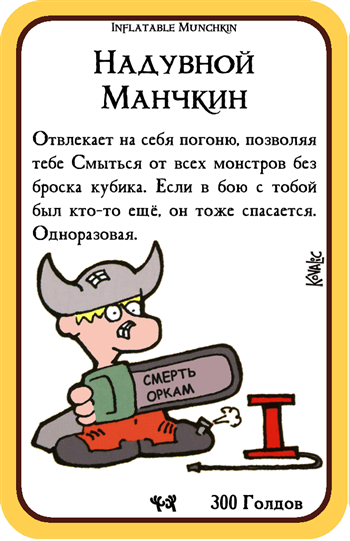 Inflatable Munchkin
Надувной
Манчкин
Отвлекает на себя погоню, позволяя
тебе Смыться от всех монстров без
броска кубика. Если в бою с тобой
был кто-то ещё, он тоже спасается.
Одноразовая.
Kovalic
СМЕРТЬ
ОРКАМ
300 Голдов